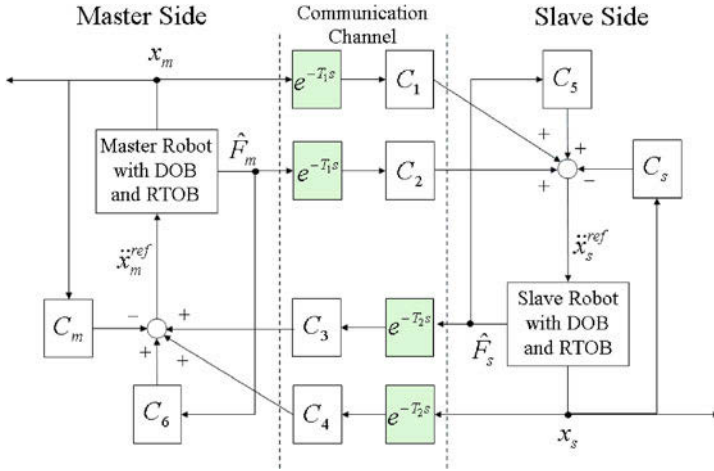 Master Side
Communication
Channel
Slave Side
x_m
e^{-T_1 s}
C_1
C_5
+
+
Master Robot
with DOB
and RTOB
F̂_m
e^{-T_1 s}
C_2
+
−
C_s
ẍ_m^{ref}
ẍ_s^{ref}
C_m
−
+
+
+
C_3
e^{-T_2 s}
F̂_s
Slave Robot
with DOB
and RTOB
C_6
C_4
e^{-T_2 s}
x_s